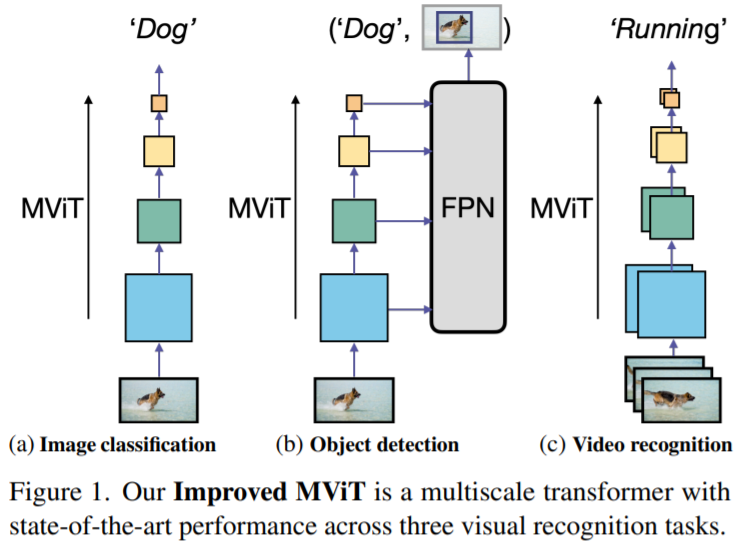 'Dog'
('Dog', )
'Running'
MViT
MViT
FPN
MViT
(a) Image classification
(b) Object detection
(c) Video recognition
Figure 1. Our Improved MViT is a multiscale transformer with
state-of-the-art performance across three visual recognition tasks.